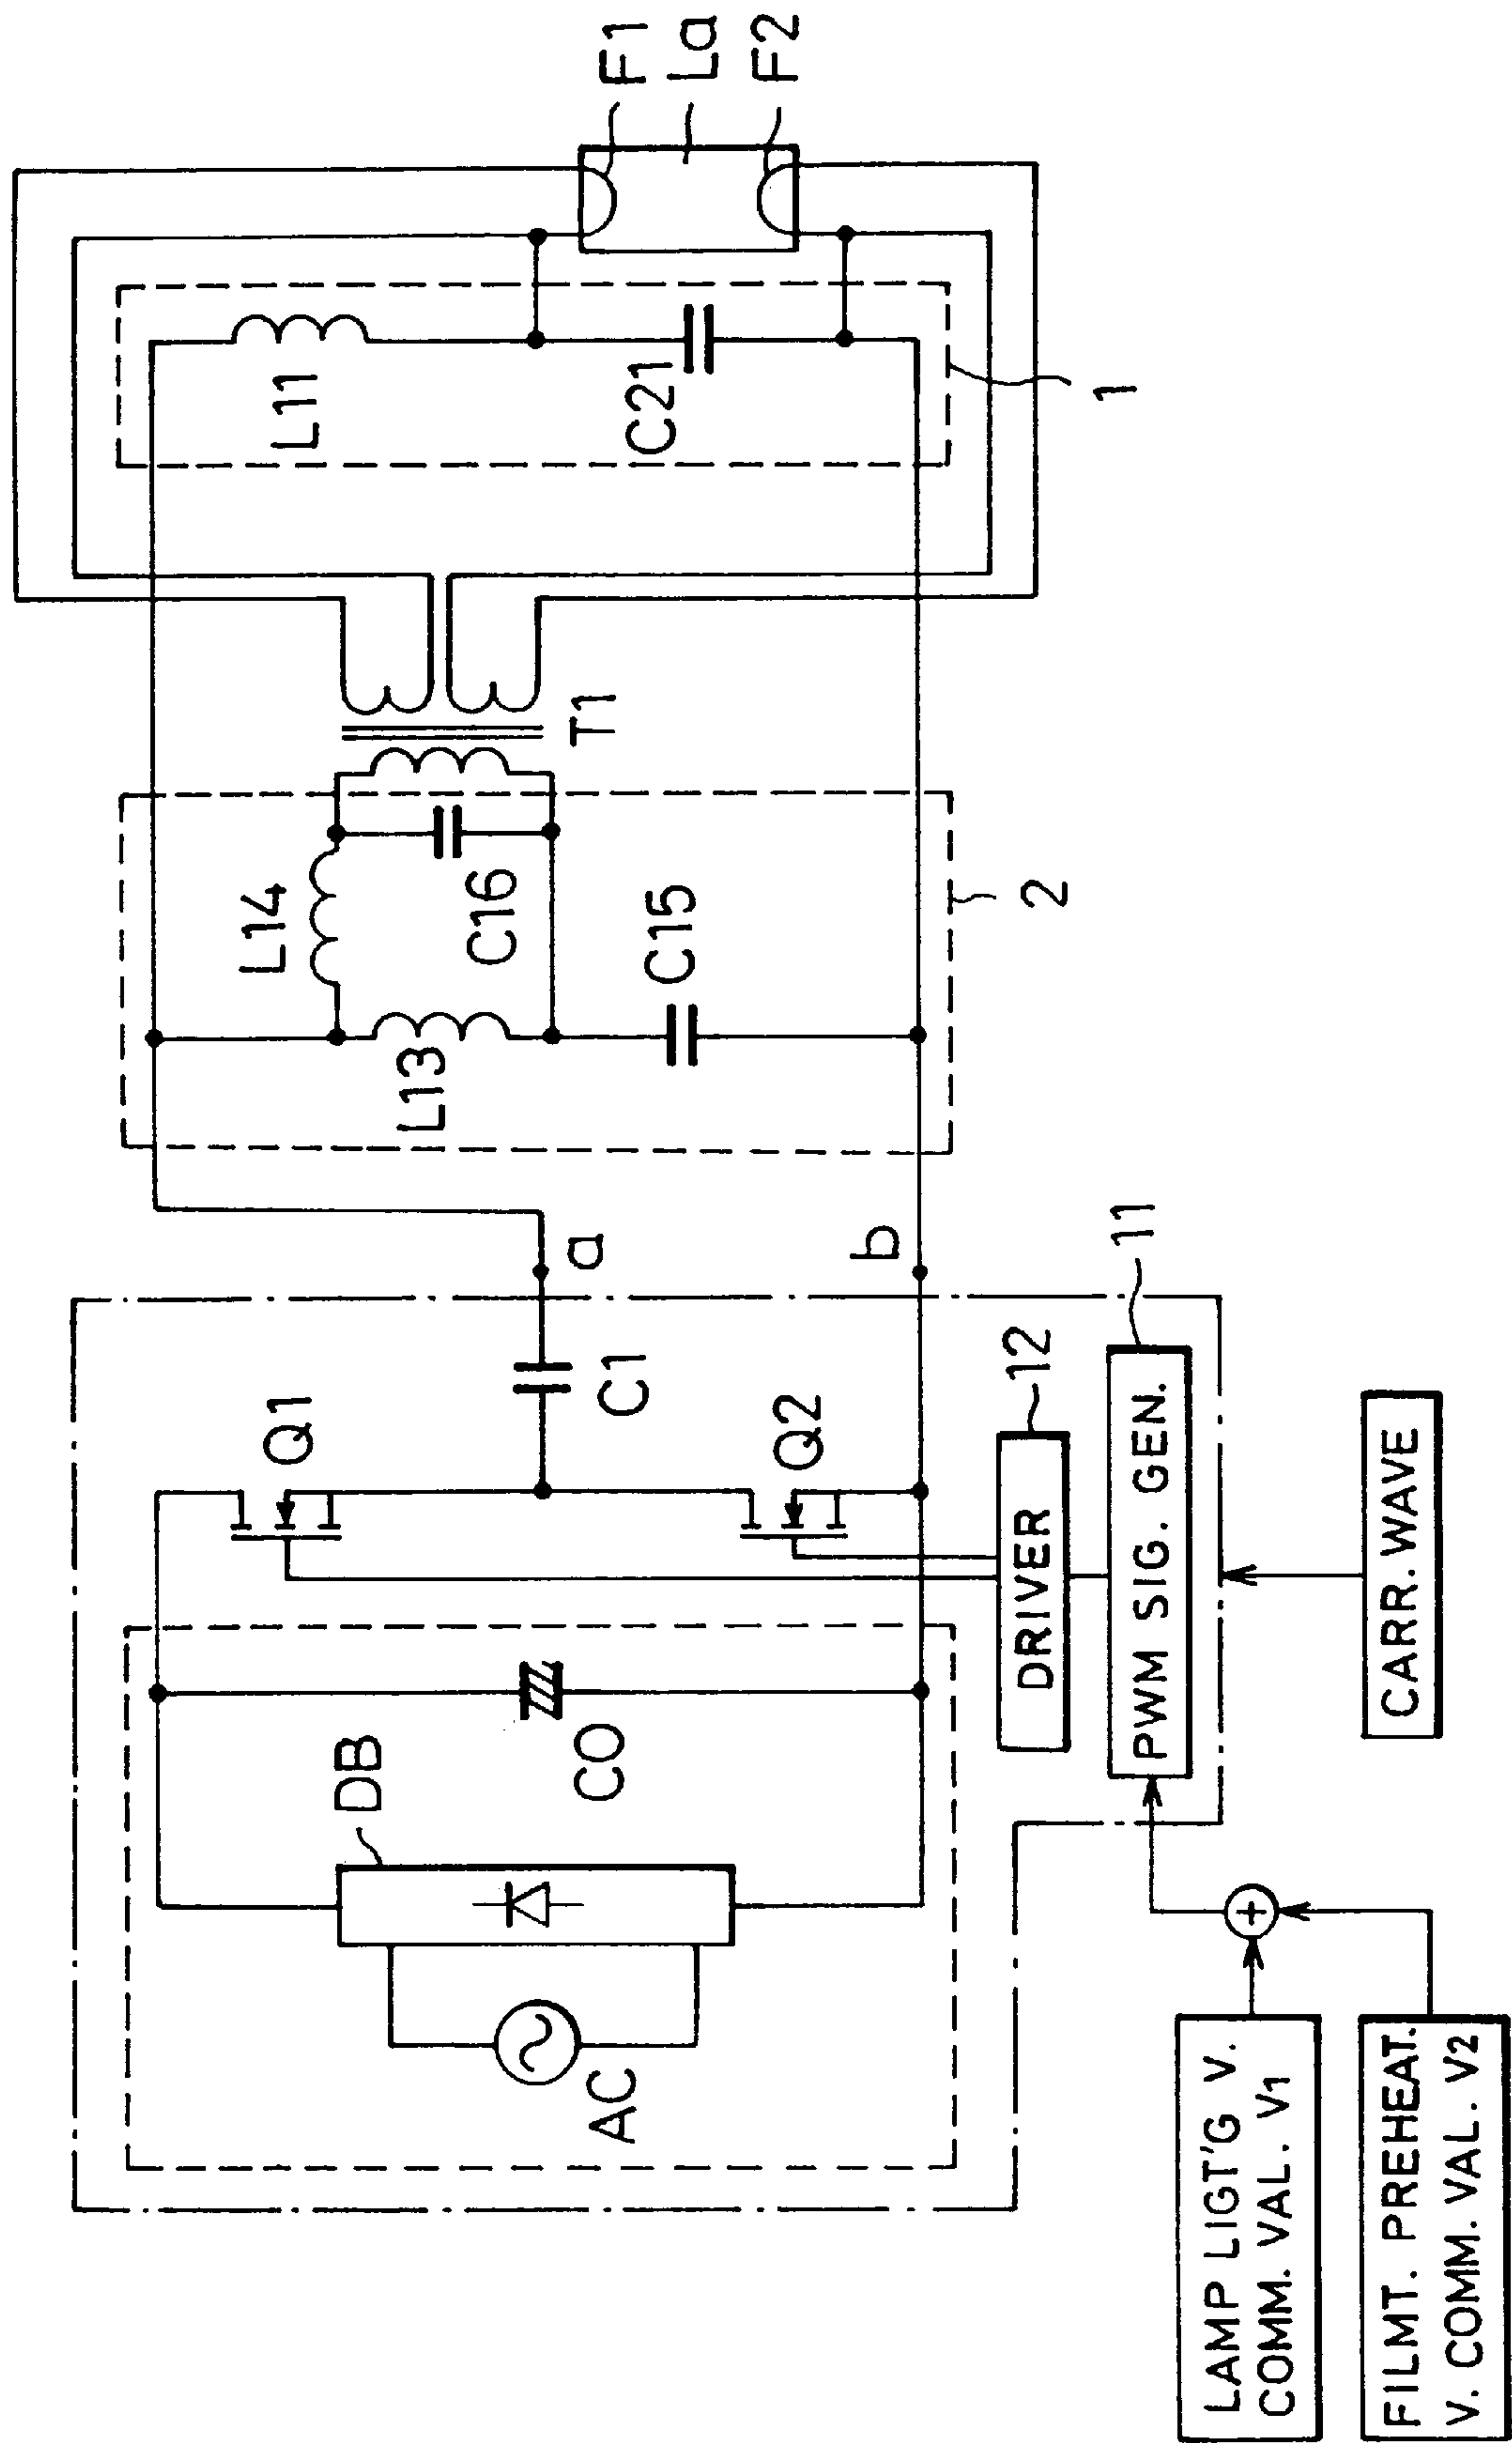 F1
La
F2
L11
C21
1
T1
L14
C16
L13
C15
2
a
b
Q1
C1
Q2
12
11
DRIVER
PWM SIG. GEN.
CARR. WAVE
DB
CO
AC
+
LAMP LIGT'G V.
COMM. VAL. V1
FILMT. PREHEAT.
V. COMM. VAL. V2